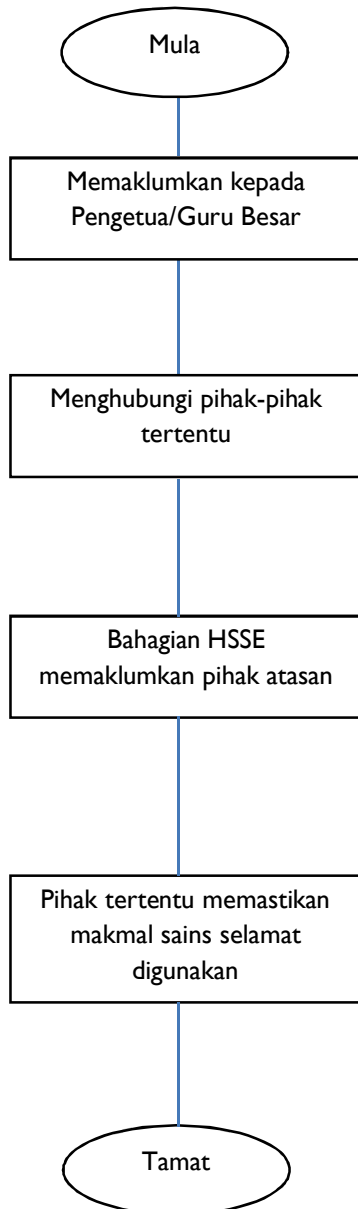 Mula
Memaklumkan kepada
Pengetua/Guru Besar
Menghubungi pihak-pihak
tertentu
Bahagian HSSE
memaklumkan pihak atasan
Pihak tertentu memastikan
makmal sains selamat
digunakan
Tamat